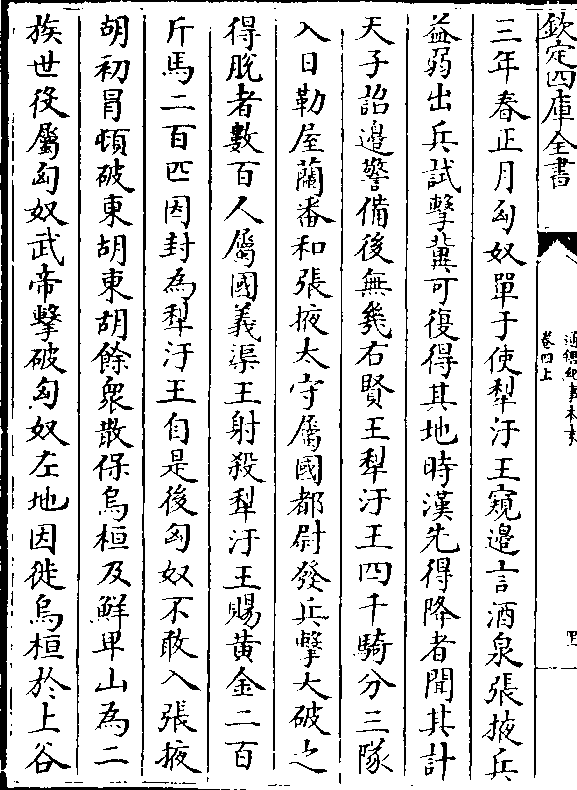 欽定四庫全書
通鑑紀事本末
卷四上
四
三年春正月匈奴單于使犂汙王窺邊言酒泉張掖兵
益弱出兵試擊冀可復得其地時漢先得降者聞其計
天子詔邊警備後無幾右賢王犂汙王四千騎分三隊
入日勒屋蘭番和張掖太守屬國都尉發兵擊大破之
得脫者數百人屬國義渠王射殺犂汙王賜黄金二百
斤馬二百匹因封為犂汙王自是後匈奴不敢入張掖
胡初冒頓破東胡東胡餘衆散保烏桓及鮮卑山為二
族世役屬匈奴武帝擊破匈奴左地因徙烏桓於上谷